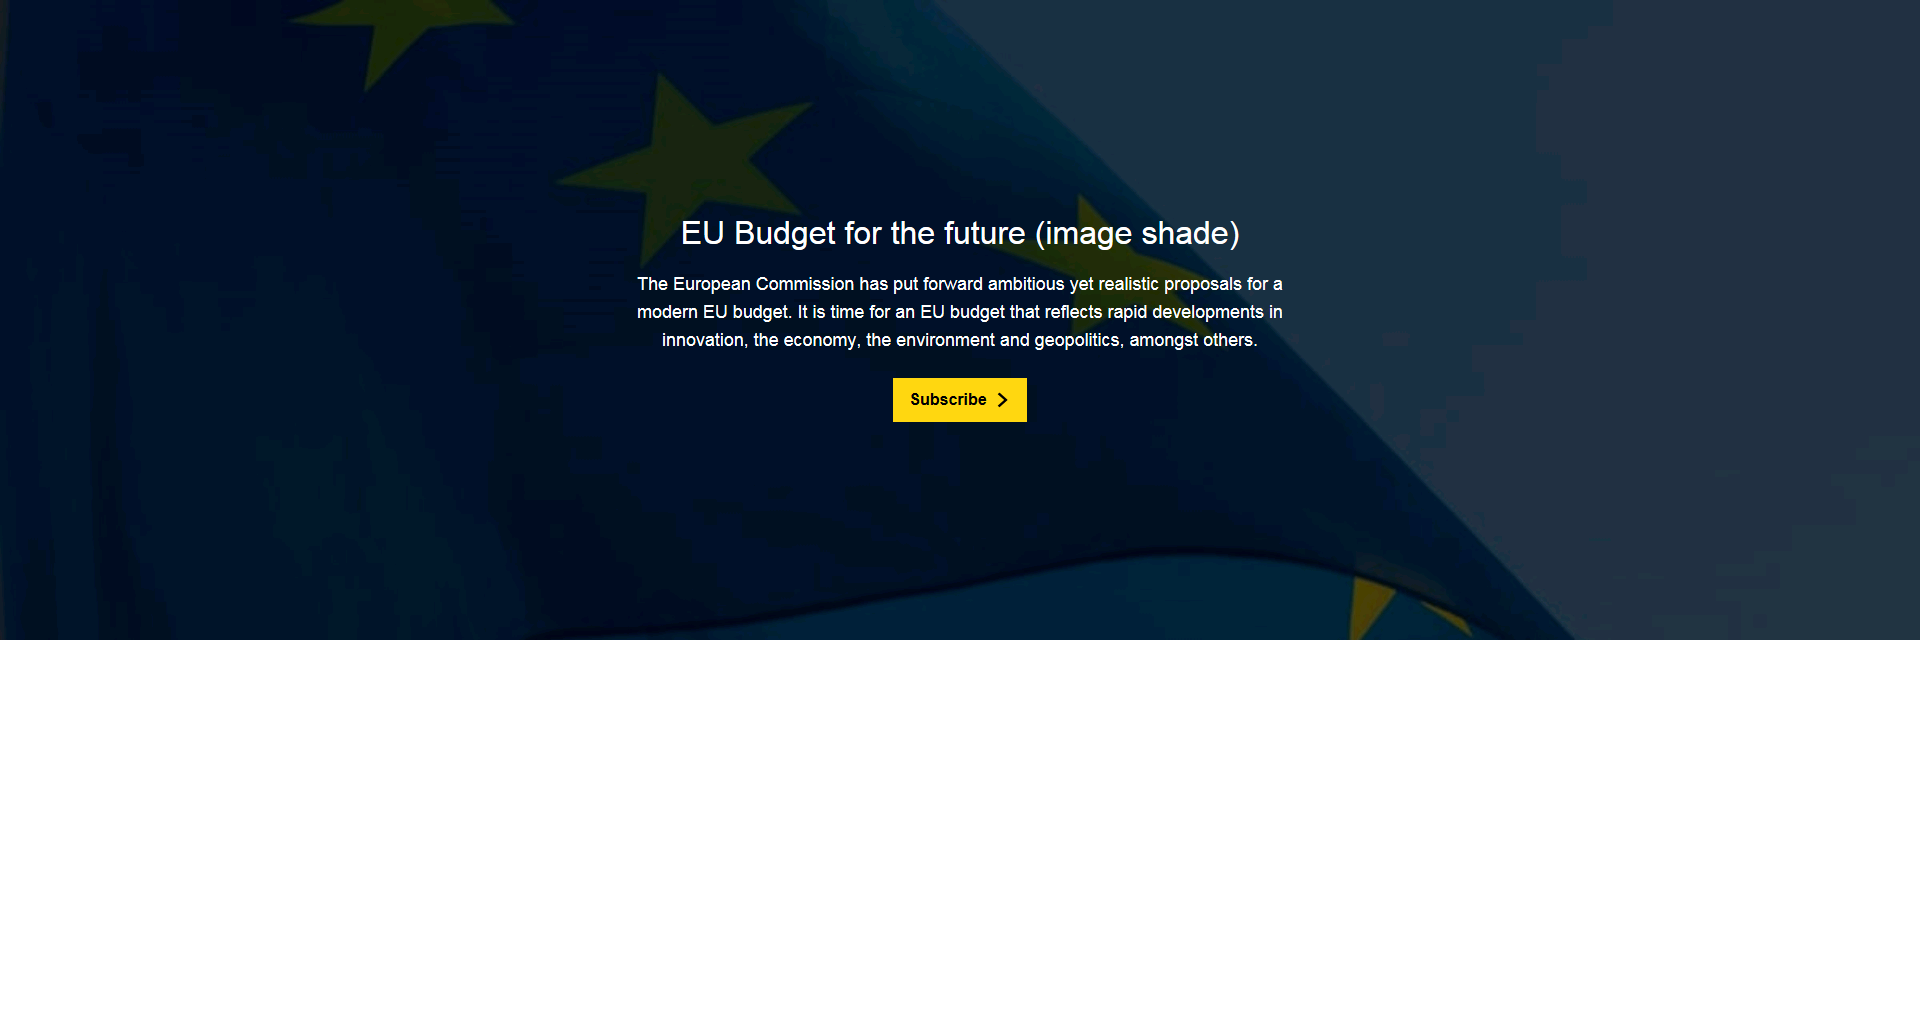 EU Budget for the future (image shade)
The European Commission has put forward ambitious yet realistic proposals for a
modern EU budget. It is time for an EU budget that reflects rapid developments in
innovation, the economy, the environment and geopolitics, amongst others.
Subscribe